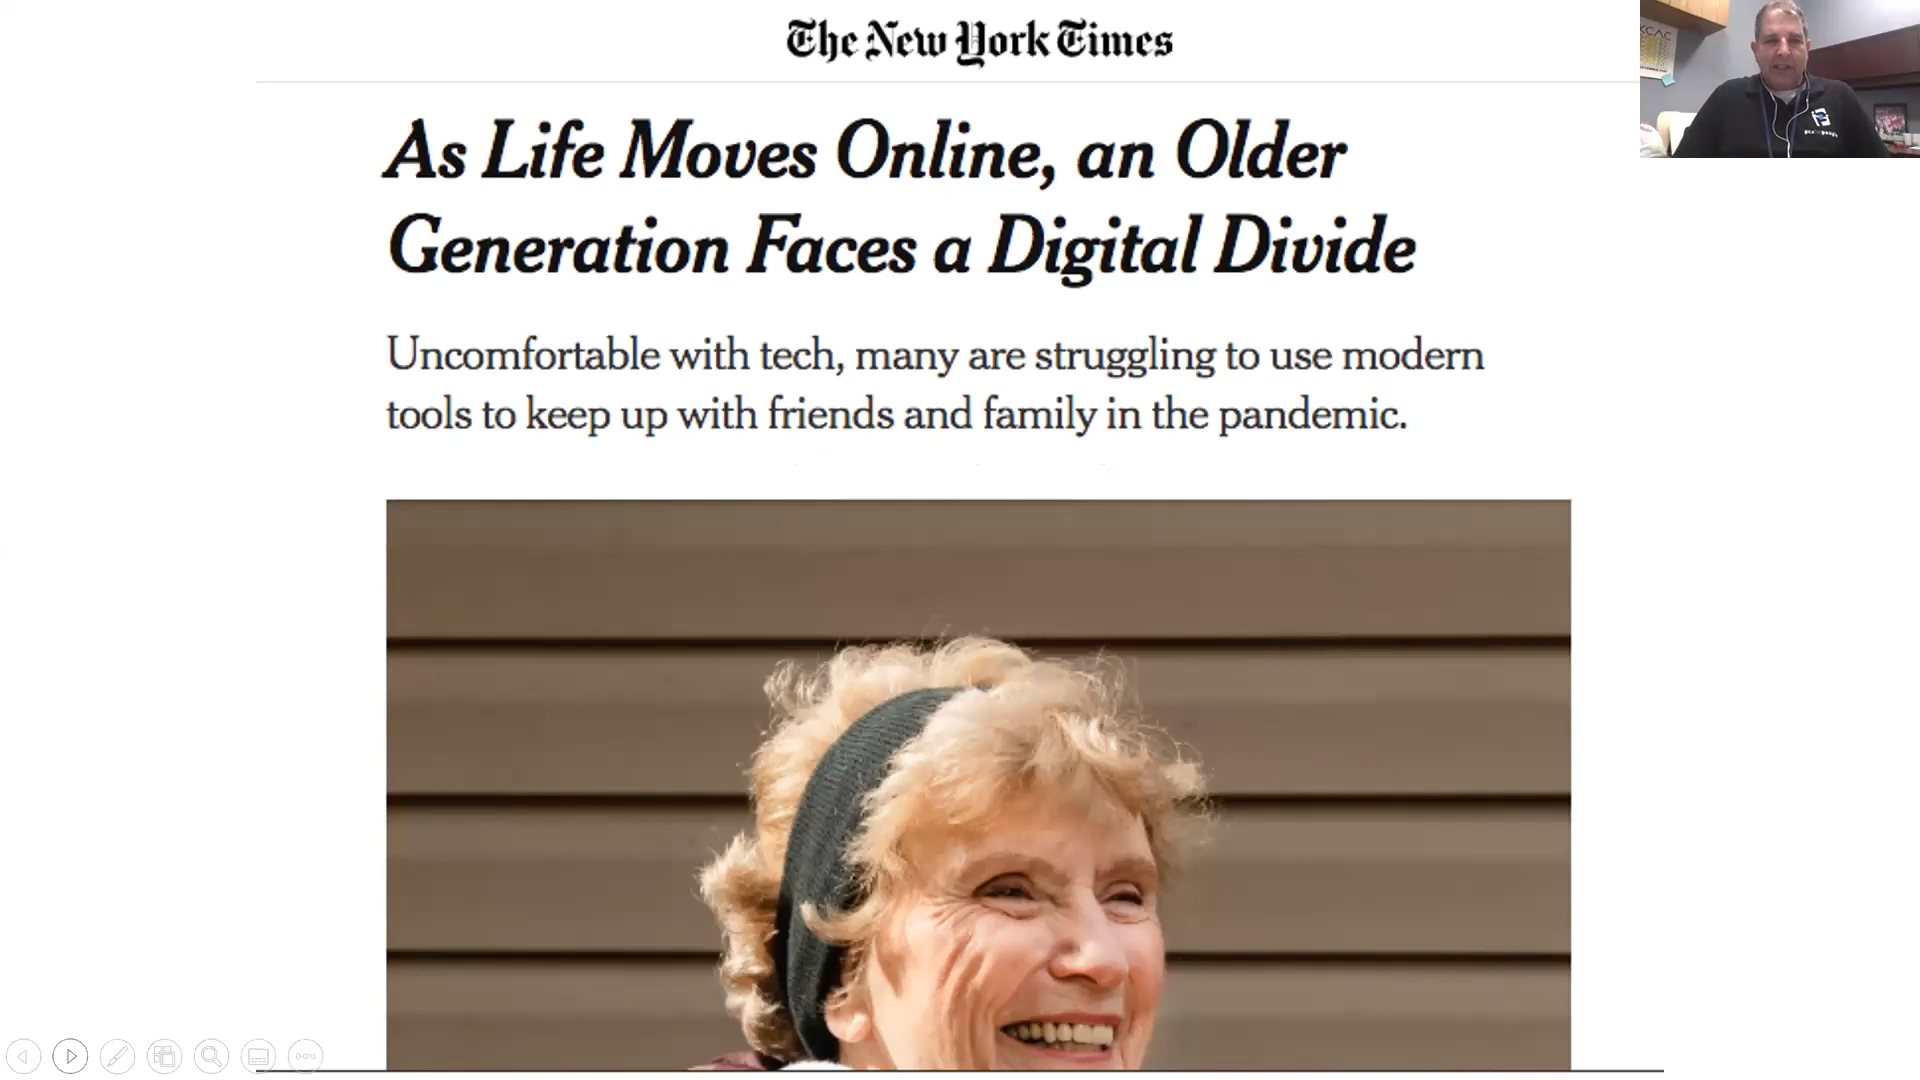 The New York Times
As Life Moves Online, an Older
Generation Faces a Digital Divide
Uncomfortable with tech, many are struggling to use modern
tools to keep up with friends and family in the pandemic.
KCAC